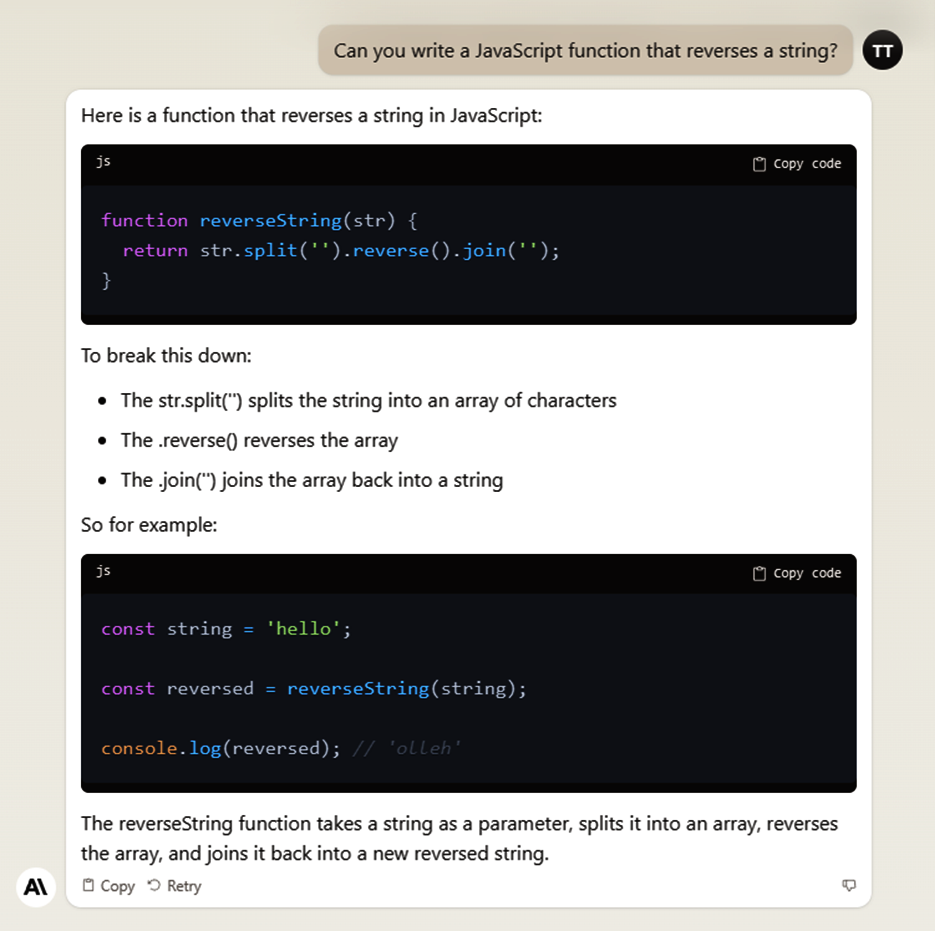 Can you write a JavaScript function that reverses a string?
TT
Here is a function that reverses a string in JavaScript:
js
Copy code
function reverseString(str) {
  return str.split('').reverse().join('');
}
To break this down:
• The str.split('') splits the string into an array of characters
• The .reverse() reverses the array
• The .join('') joins the array back into a string
So for example:
js
Copy code
const string = 'hello';
const reversed = reverseString(string);
console.log(reversed); // 'olleh'
The reverseString function takes a string as a parameter, splits it into an array, reverses
the array, and joins it back into a new reversed string.
A\
Copy
Retry